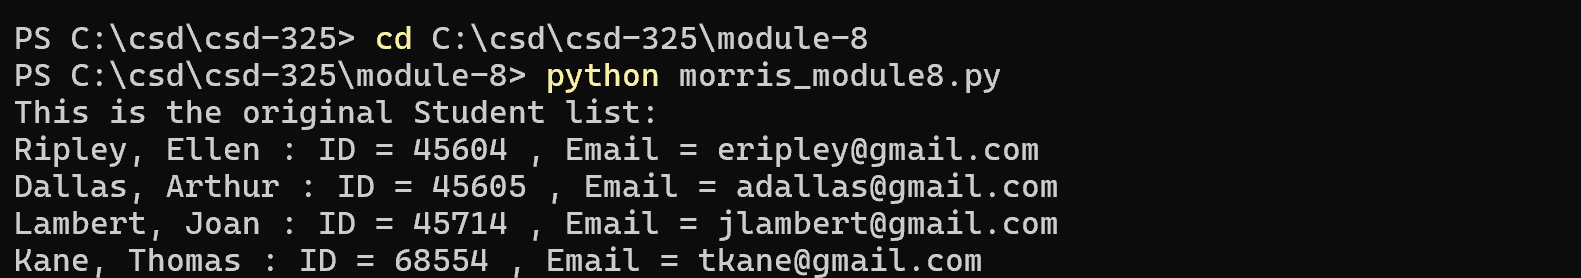 PS C:\csd\csd-325> cd C:\csd\csd-325\module-8
PS C:\csd\csd-325\module-8> python morris_module8.py
This is the original Student list:
Ripley, Ellen : ID = 45604 , Email = eripley@gmail.com
Dallas, Arthur : ID = 45605 , Email = adallas@gmail.com
Lambert, Joan : ID = 45714 , Email = jlambert@gmail.com
Kane, Thomas : ID = 68554 , Email = tkane@gmail.com